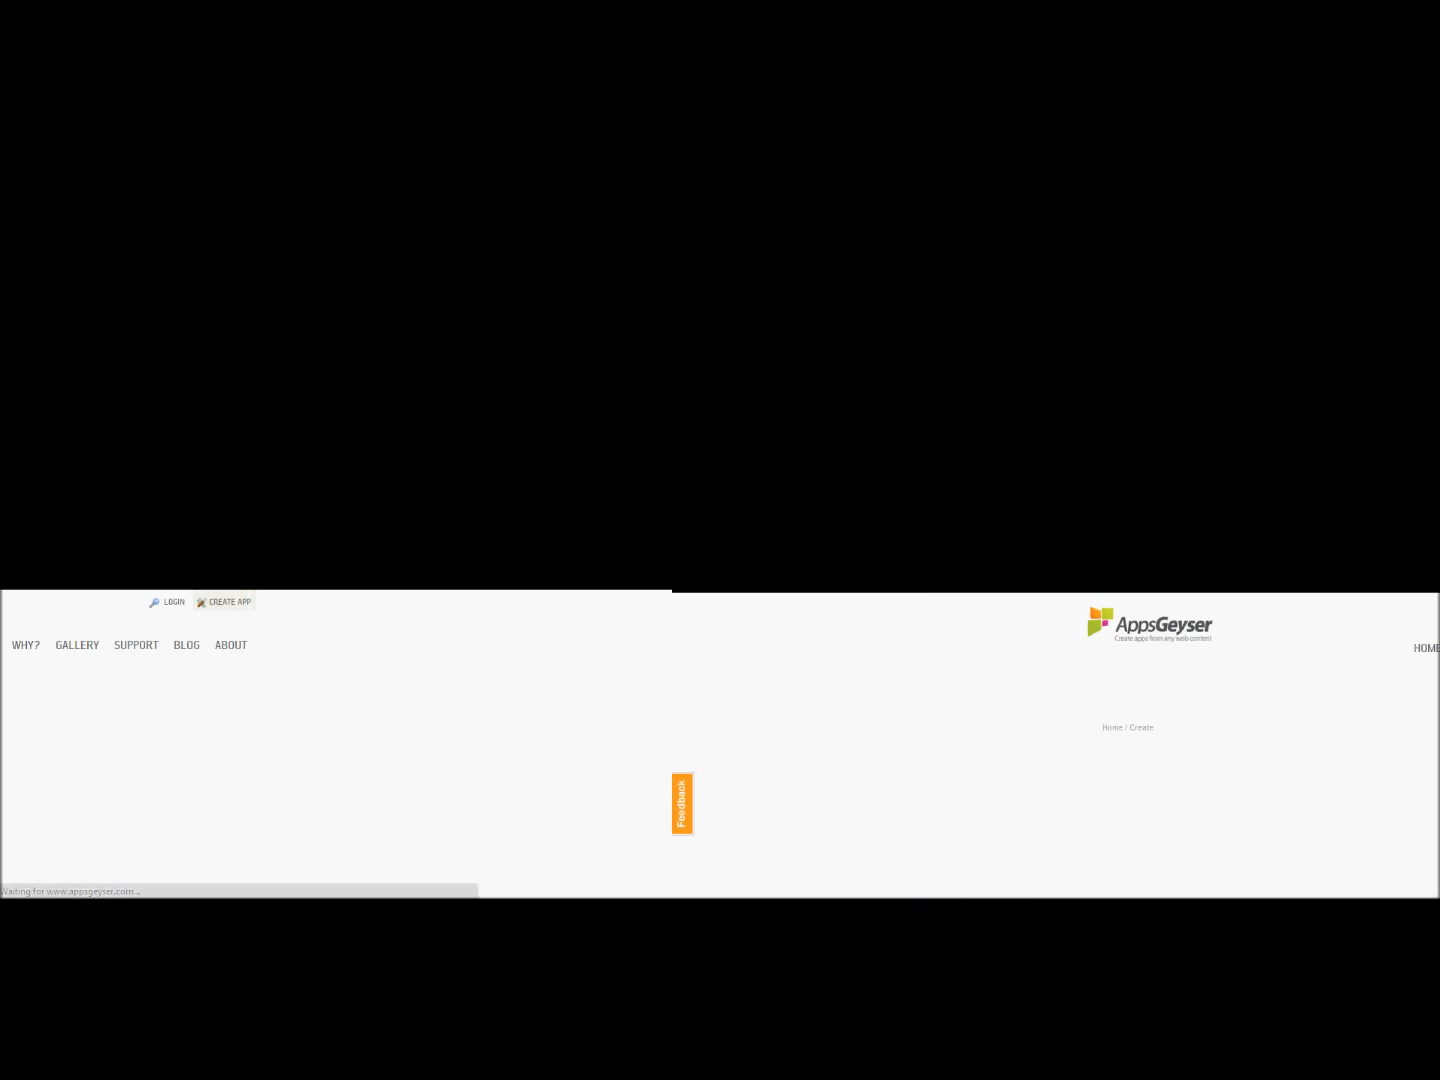 LOGIN CREATE APP
WHY? GALLERY SUPPORT BLOG ABOUT
Waiting for www.appsgeyser.com...
AppsGeyser
Create apps from any web content
HOME
Home / Create
Feedback